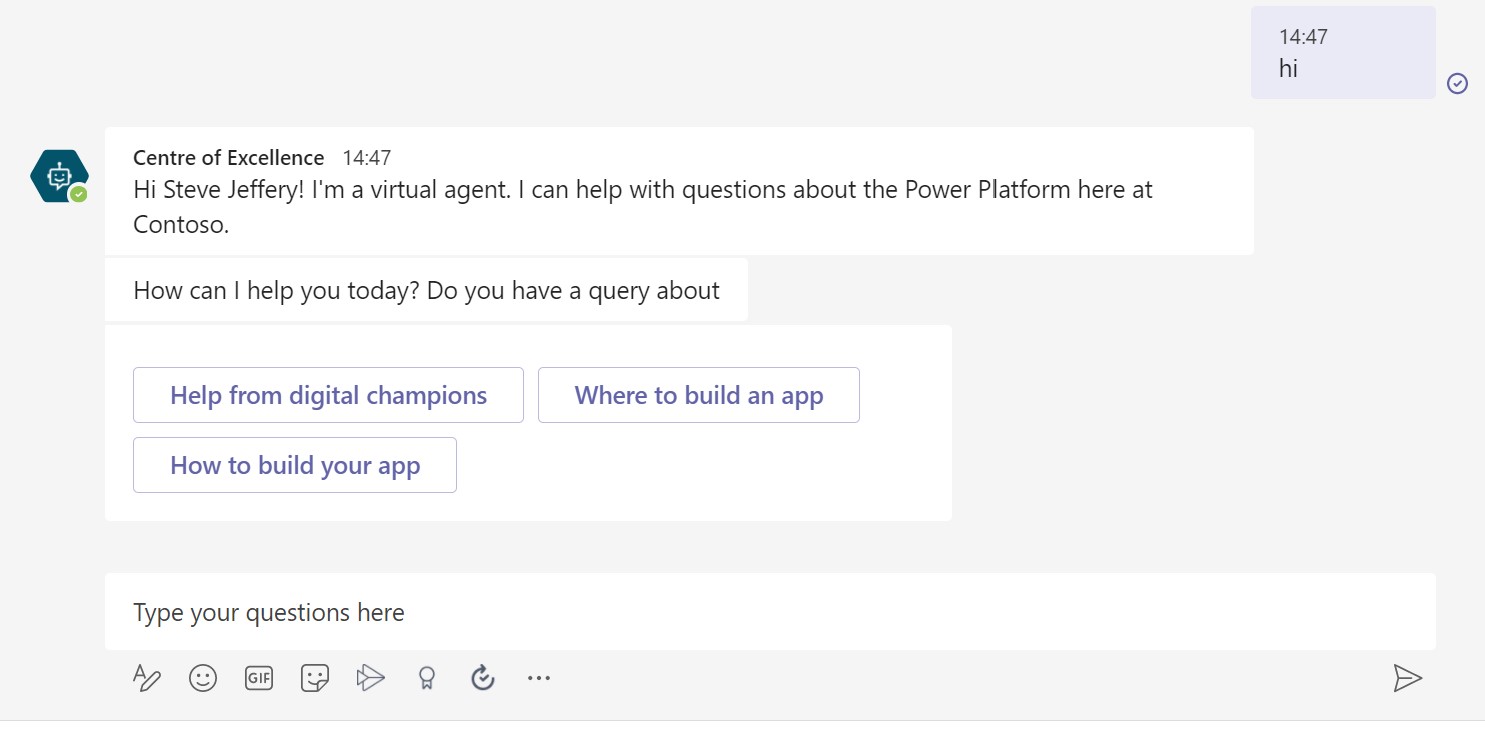 14:47
hi
Centre of Excellence 14:47
Hi Steve Jeffery! I'm a virtual agent. I can help with questions about the Power Platform here at
Contoso.
How can I help you today? Do you have a query about
Help from digital champions Where to build an app
How to build your app
Type your questions here
GIF